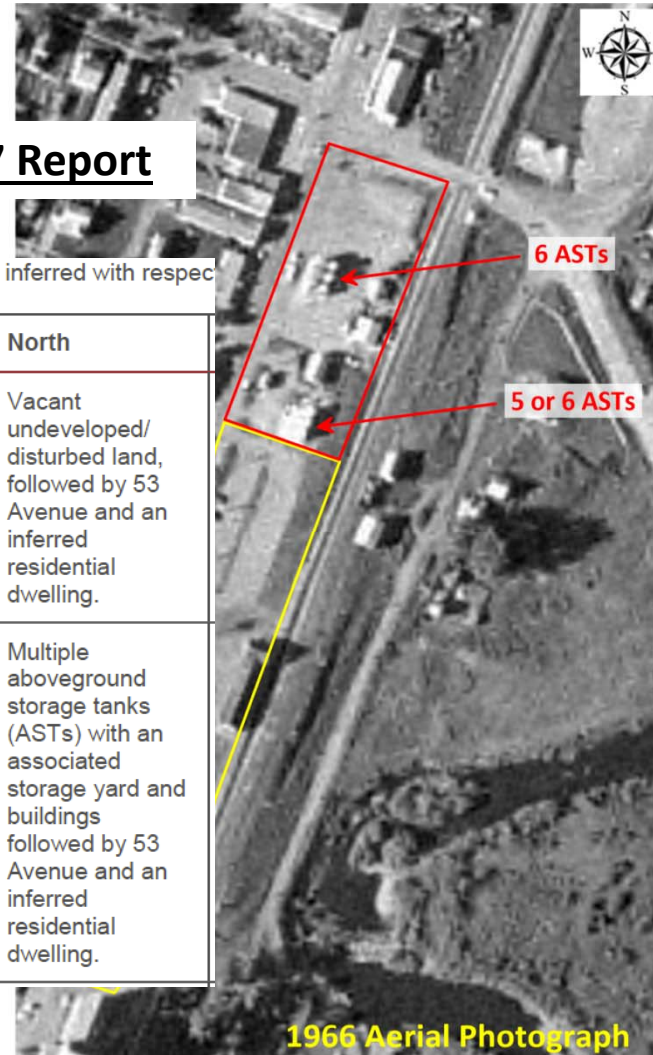 N
W
S
7 Report
inferred with respec
6 ASTs
North
Vacant
undeveloped/
disturbed land,
followed by 53
Avenue and an
inferred
residential
dwelling.
5 or 6 ASTs
Multiple
aboveground
storage tanks
(ASTs) with an
associated
storage yard and
buildings
followed by 53
Avenue and an
inferred
residential
dwelling.
1966 Aerial Photograph